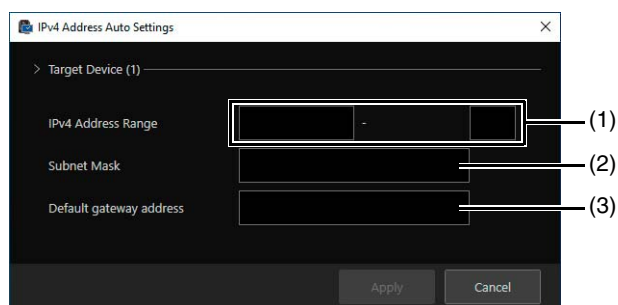 IPv4 Address Auto Settings
> Target Device (1)
IPv4 Address Range - (1)
Subnet Mask (2)
Default gateway address (3)
Apply Cancel